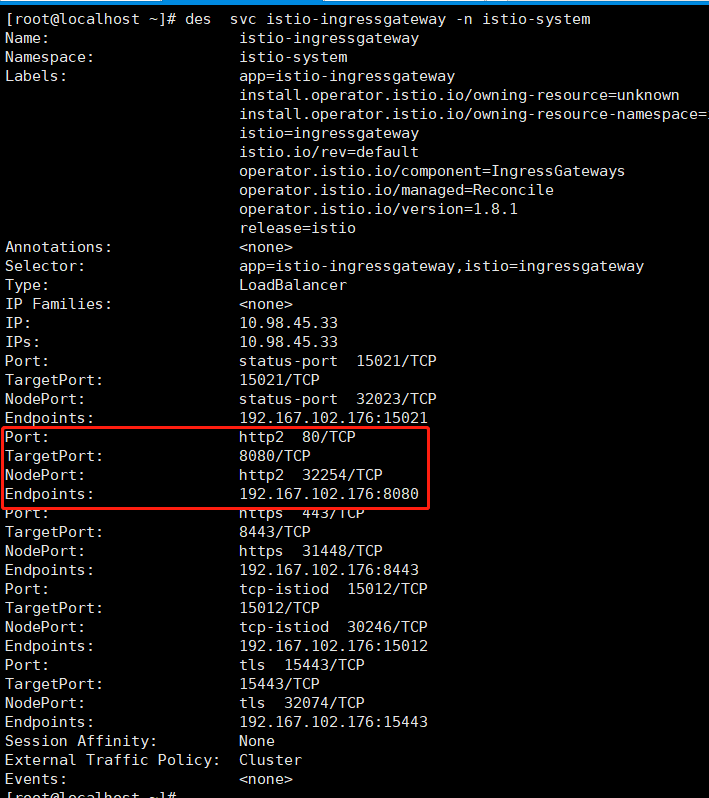 [root@localhost ~]# des  svc istio-ingressgateway -n istio-system
Name:                     istio-ingressgateway
Namespace:                istio-system
Labels:                   app=istio-ingressgateway
                          install.operator.istio.io/owning-resource=unknown
                          install.operator.istio.io/owning-resource-namespace=
                          istio=ingressgateway
                          istio.io/rev=default
                          operator.istio.io/component=IngressGateways
                          operator.istio.io/managed=Reconcile
                          operator.istio.io/version=1.8.1
                          release=istio
Annotations:              <none>
Selector:                 app=istio-ingressgateway,istio=ingressgateway
Type:                     LoadBalancer
IP Families:              <none>
IP:                       10.98.45.33
IPs:                      10.98.45.33
Port:                     status-port  15021/TCP
TargetPort:               15021/TCP
NodePort:                 status-port  32023/TCP
Endpoints:                192.167.102.176:15021
Port:                     http2  80/TCP
TargetPort:               8080/TCP
NodePort:                 http2  32254/TCP
Endpoints:                192.167.102.176:8080
Port:                     https  443/TCP
TargetPort:               8443/TCP
NodePort:                 https  31448/TCP
Endpoints:                192.167.102.176:8443
Port:                     tcp-istiod  15012/TCP
TargetPort:               15012/TCP
NodePort:                 tcp-istiod  30246/TCP
Endpoints:                192.167.102.176:15012
Port:                     tls  15443/TCP
TargetPort:               15443/TCP
NodePort:                 tls  32074/TCP
Endpoints:                192.167.102.176:15443
Session Affinity:         None
External Traffic Policy:  Cluster
Events:                   <none>
[root@localhost ~]#